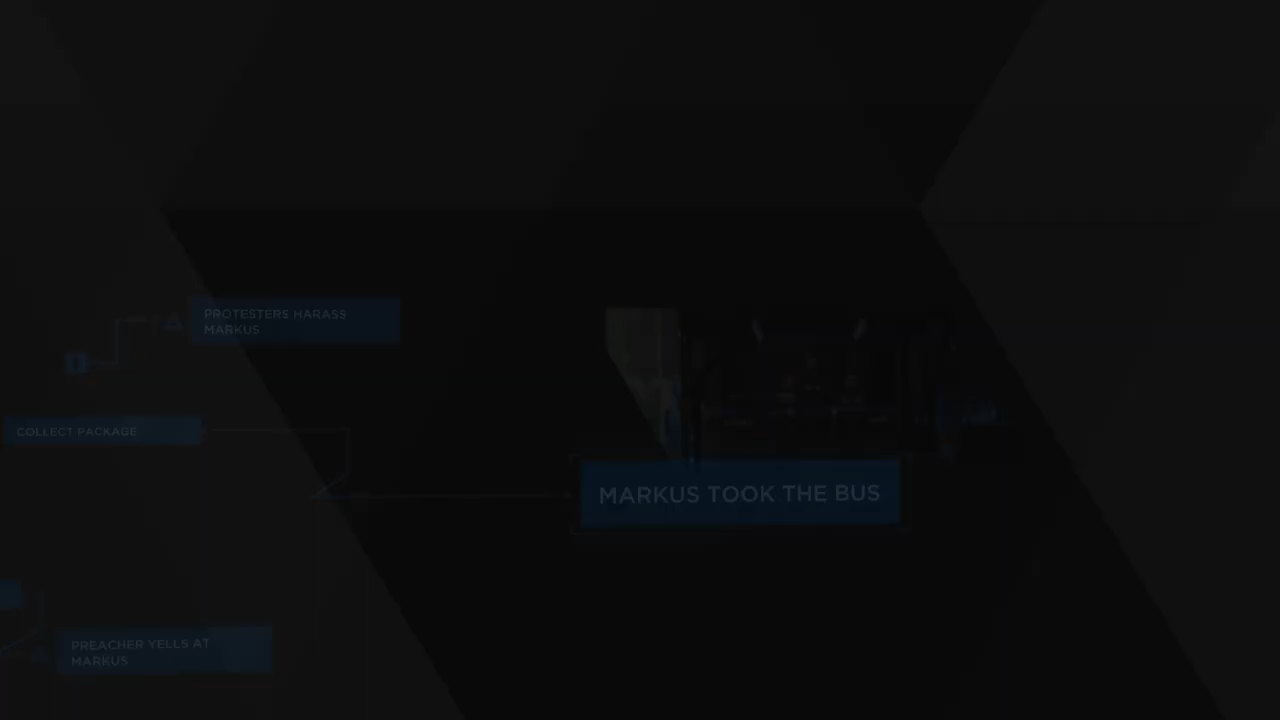 PROTESTERS HARASS
MARKUS
COLLECT PACKAGE
MARKUS TOOK THE BUS
PREACHER YELLS AT
MARKUS